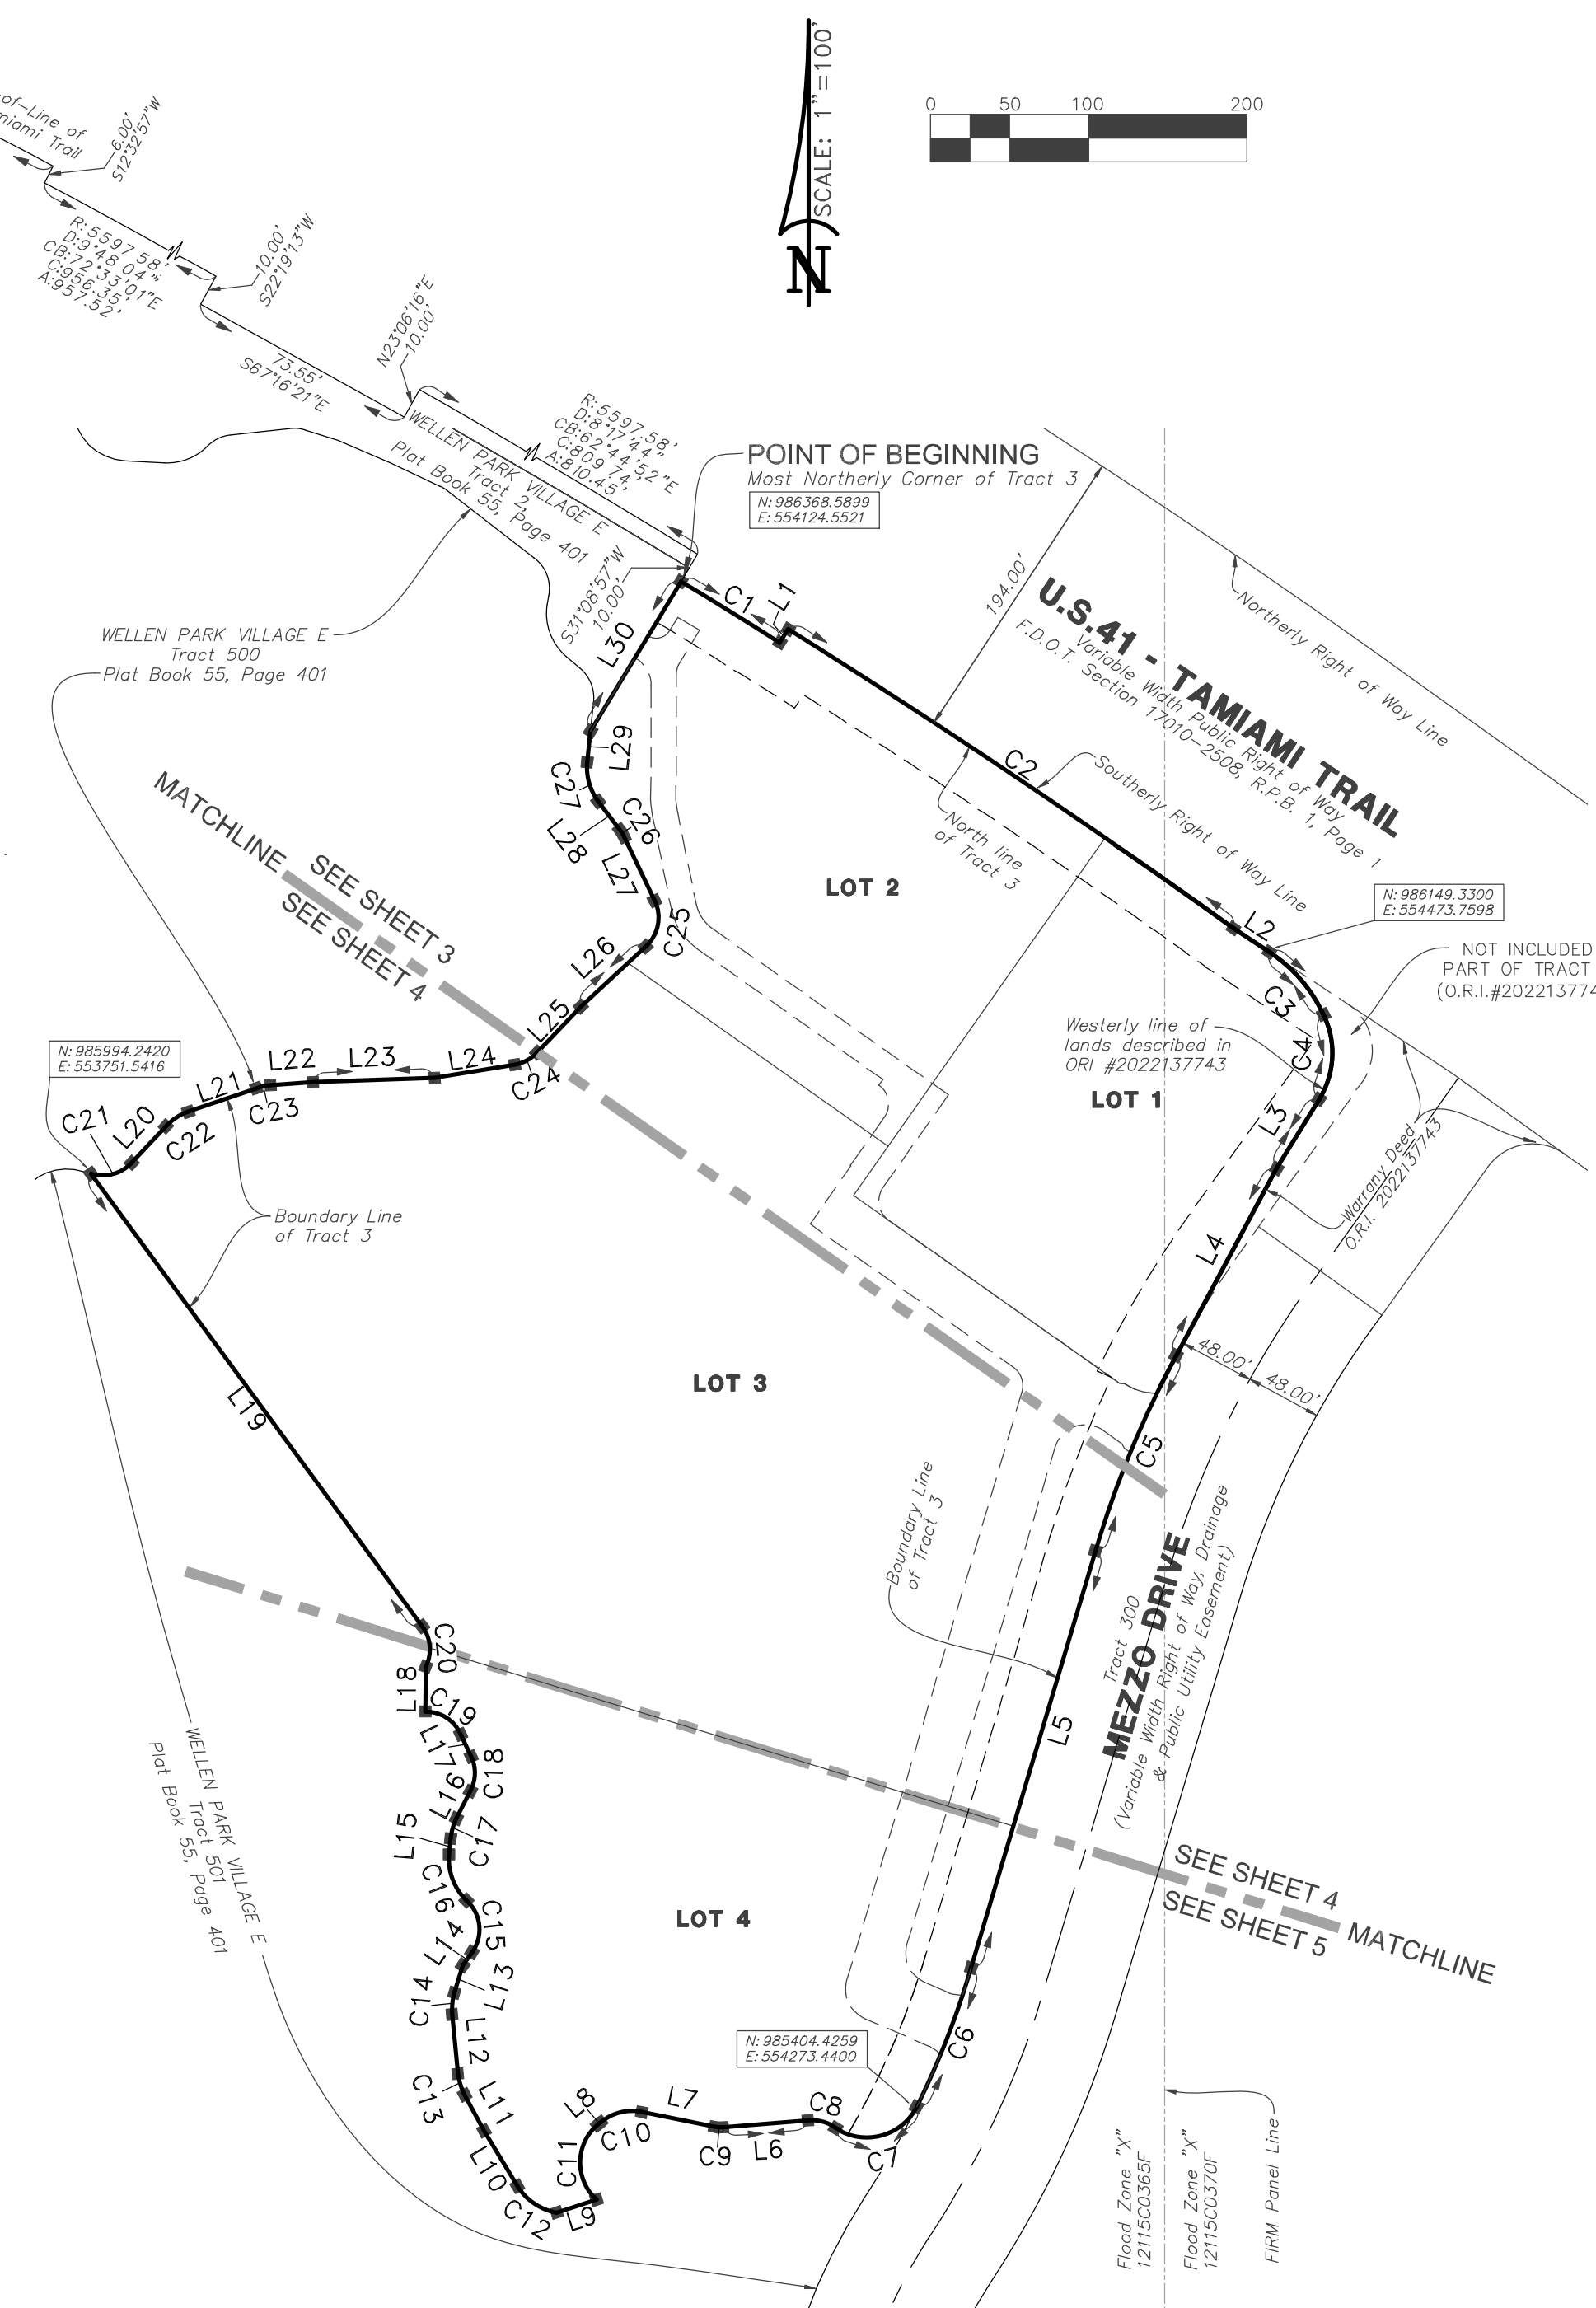 SCALE: 1"=100'
N
0 50 100 200
of-Line of
miami Trail
6.00'
S12°32'57"W
R:5597.58'
D:9°48'04"
CB:72°33'01"E
C:956.35'
A:957.52'
10.00'
S22°19'13"W
73.55'
S67°16'21"E
N23°06'16"E
10.00'
R:5597.58'
D:8°17'44"
CB:62°44'52"E
C:809.74'
A:810.45'
WELLEN PARK VILLAGE E
Tract 2,
Plat Book 55, Page 401
POINT OF BEGINNING
Most Northerly Corner of Tract 3
N: 986368.5899
E: 554124.5521
S31°08'57"W
10.00'
194.00'
U.S.41 - TAMIAMI TRAIL
Variable Width Public Right of Way
F.D.O.T. Section 17010-2508, R.P.B. 1, Page 1
Northerly Right of Way Line
Southerly Right of Way Line
North line
of Tract 3
WELLEN PARK VILLAGE E
Tract 500
Plat Book 55, Page 401
MATCHLINE
SEE SHEET 3
SEE SHEET 4
C1
L1
C2
L2
C3
C4
L3
L4
C5
L5
C6
C7
C8
L6
C9
L7
C10
L8
C11
L9
C12
L10
L11
C13
L12
C14
L13
L14
C15
C16
L15
C17
L16
C18
L17
C19
L18
C20
L19
C21
L20
C22
L21
C23
L22
L23
L24
C24
L25
L26
C25
L27
C26
L28
C27
L29
L30
LOT 2
N: 986149.3300
E: 554473.7598
NOT INCLUDED
PART OF TRACT
(O.R.I.#202213774
Westerly line of
lands described in
ORI #2022137743
LOT 1
Warrany Deed
O.R.I. 2022137743
N: 985994.2420
E: 553751.5416
Boundary Line
of Tract 3
LOT 3
48.00'
48.00'
Boundary Line
of Tract 3
Tract 300
MEZZO DRIVE
(Variable Width Right of Way, Drainage
& Public Utility Easement)
WELLEN PARK VILLAGE E
Tract 501
Plat Book 55, Page 401
LOT 4
SEE SHEET 4
SEE SHEET 5
MATCHLINE
N: 985404.4259
E: 554273.4400
Flood Zone "X"
12115C0365F
Flood Zone "X"
12115C0370F
FIRM Panel Line